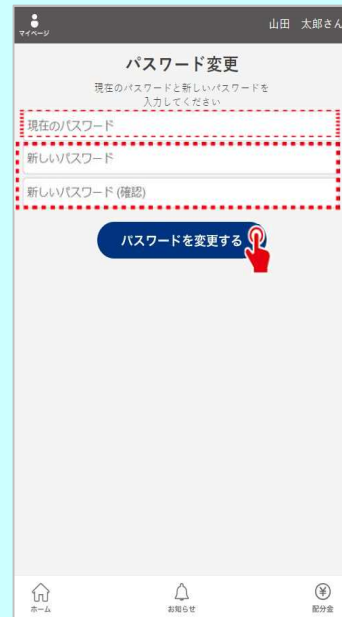 マイページ
山田　太郎さん
パスワード変更
現在のパスワードと新しいパスワードを
入力してください
現在のパスワード
新しいパスワード
新しいパスワード (確認)
パスワードを変更する
ホーム
お知らせ
配分金